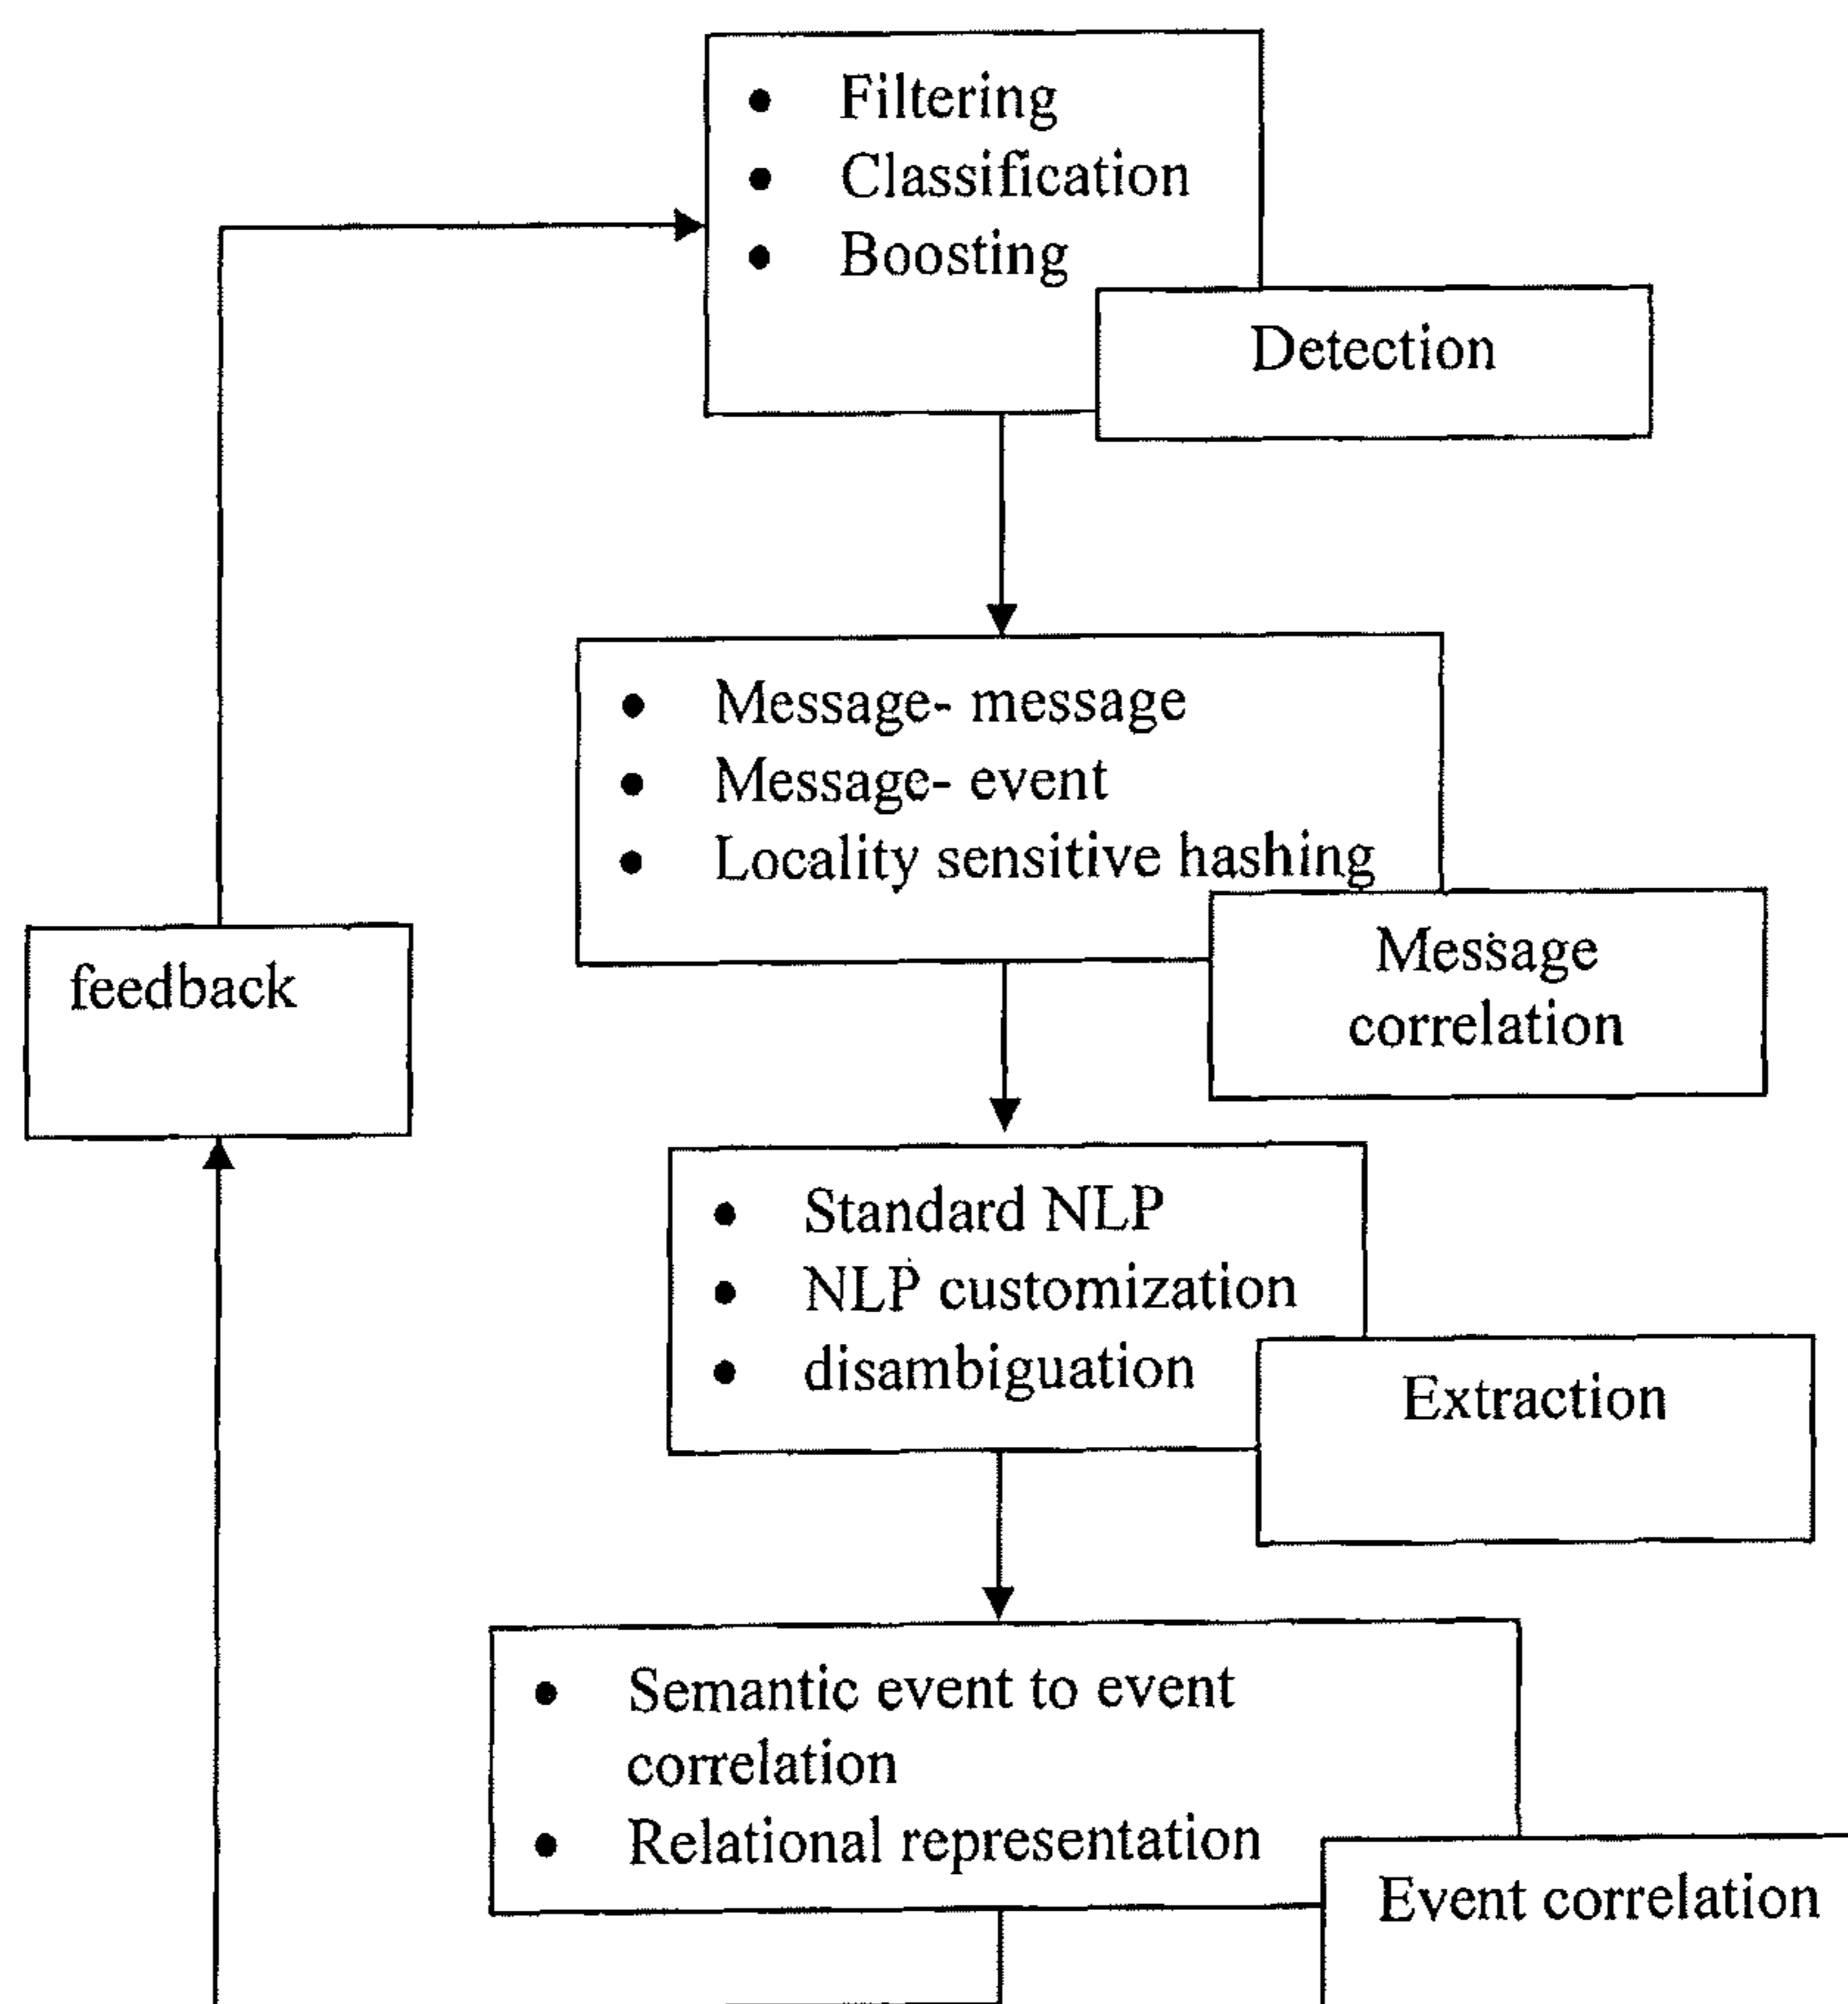 • Filtering
• Classification
• Boosting
Detection
• Message- message
• Message- event
• Locality sensitive hashing
Message
correlation
feedback
• Standard NLP
• NLP customization
• disambiguation
Extraction
• Semantic event to event
correlation
• Relational representation
Event correlation